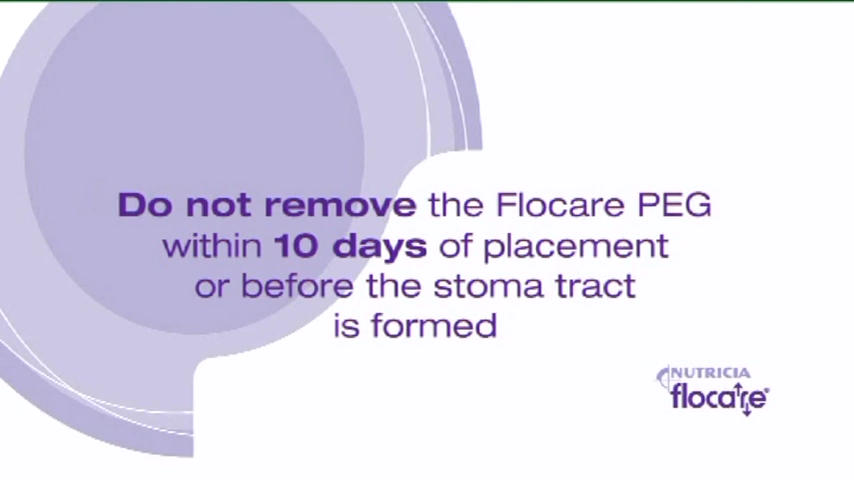 Do not remove the Flocare PEG
within 10 days of placement
or before the stoma tract
is formed
NUTRICIA
flocare®